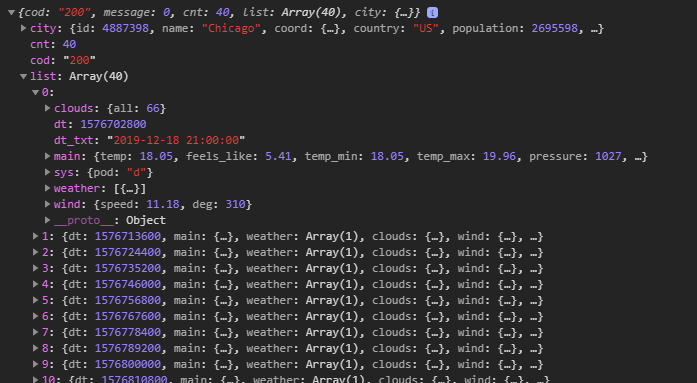 {cod: "200", message: 0, cnt: 40, list: Array(40), city: {…}} i
city: {id: 4887398, name: "Chicago", coord: {…}, country: "US", population: 2695598, …}
cnt: 40
cod: "200"
list: Array(40)
0:
clouds: {all: 66}
dt: 1576702800
dt_txt: "2019-12-18 21:00:00"
main: {temp: 18.05, feels_like: 5.41, temp_min: 18.05, temp_max: 19.96, pressure: 1027, …}
sys: {pod: "d"}
weather: [{…}]
wind: {speed: 11.18, deg: 310}
__proto__: Object
1: {dt: 1576713600, main: {…}, weather: Array(1), clouds: {…}, wind: {…}, …}
2: {dt: 1576724400, main: {…}, weather: Array(1), clouds: {…}, wind: {…}, …}
3: {dt: 1576735200, main: {…}, weather: Array(1), clouds: {…}, wind: {…}, …}
4: {dt: 1576746000, main: {…}, weather: Array(1), clouds: {…}, wind: {…}, …}
5: {dt: 1576756800, main: {…}, weather: Array(1), clouds: {…}, wind: {…}, …}
6: {dt: 1576767600, main: {…}, weather: Array(1), clouds: {…}, wind: {…}, …}
7: {dt: 1576778400, main: {…}, weather: Array(1), clouds: {…}, wind: {…}, …}
8: {dt: 1576789200, main: {…}, weather: Array(1), clouds: {…}, wind: {…}, …}
9: {dt: 1576800000, main: {…}, weather: Array(1), clouds: {…}, wind: {…}, …}
10: {dt: 1576810800, main: {…}, weather: Array(1), clouds: {…}, wind: {…}, …}